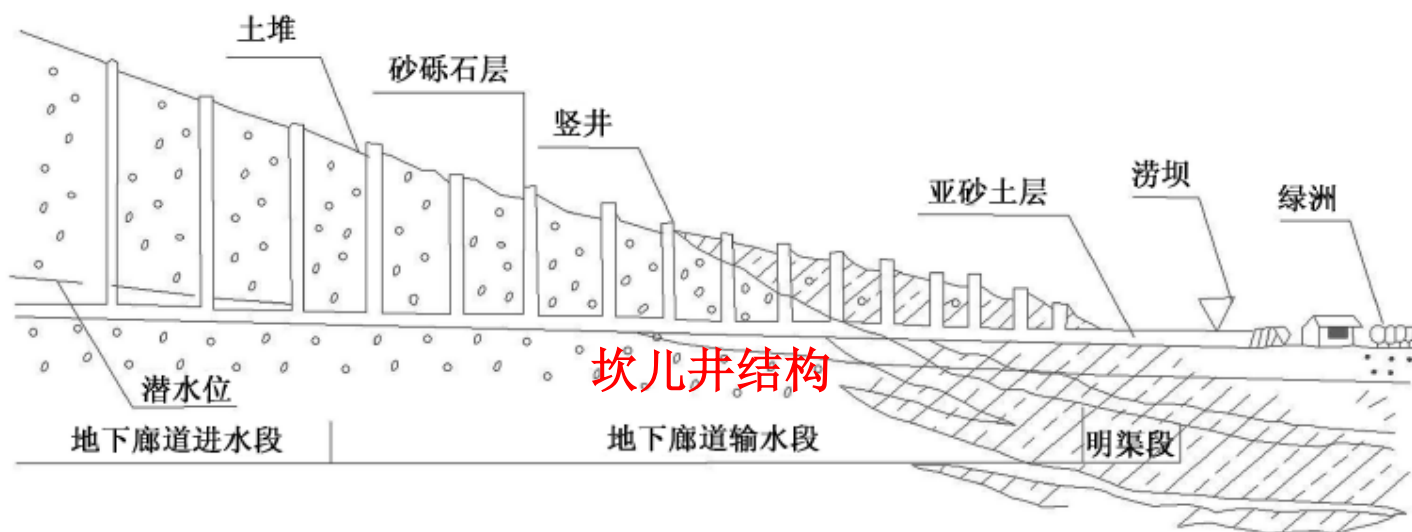 土堆
砂砾石层
竖井
亚砂土层
涝坝
绿洲
坎儿井结构
潜水位
地下廊道进水段
地下廊道输水段
明渠段